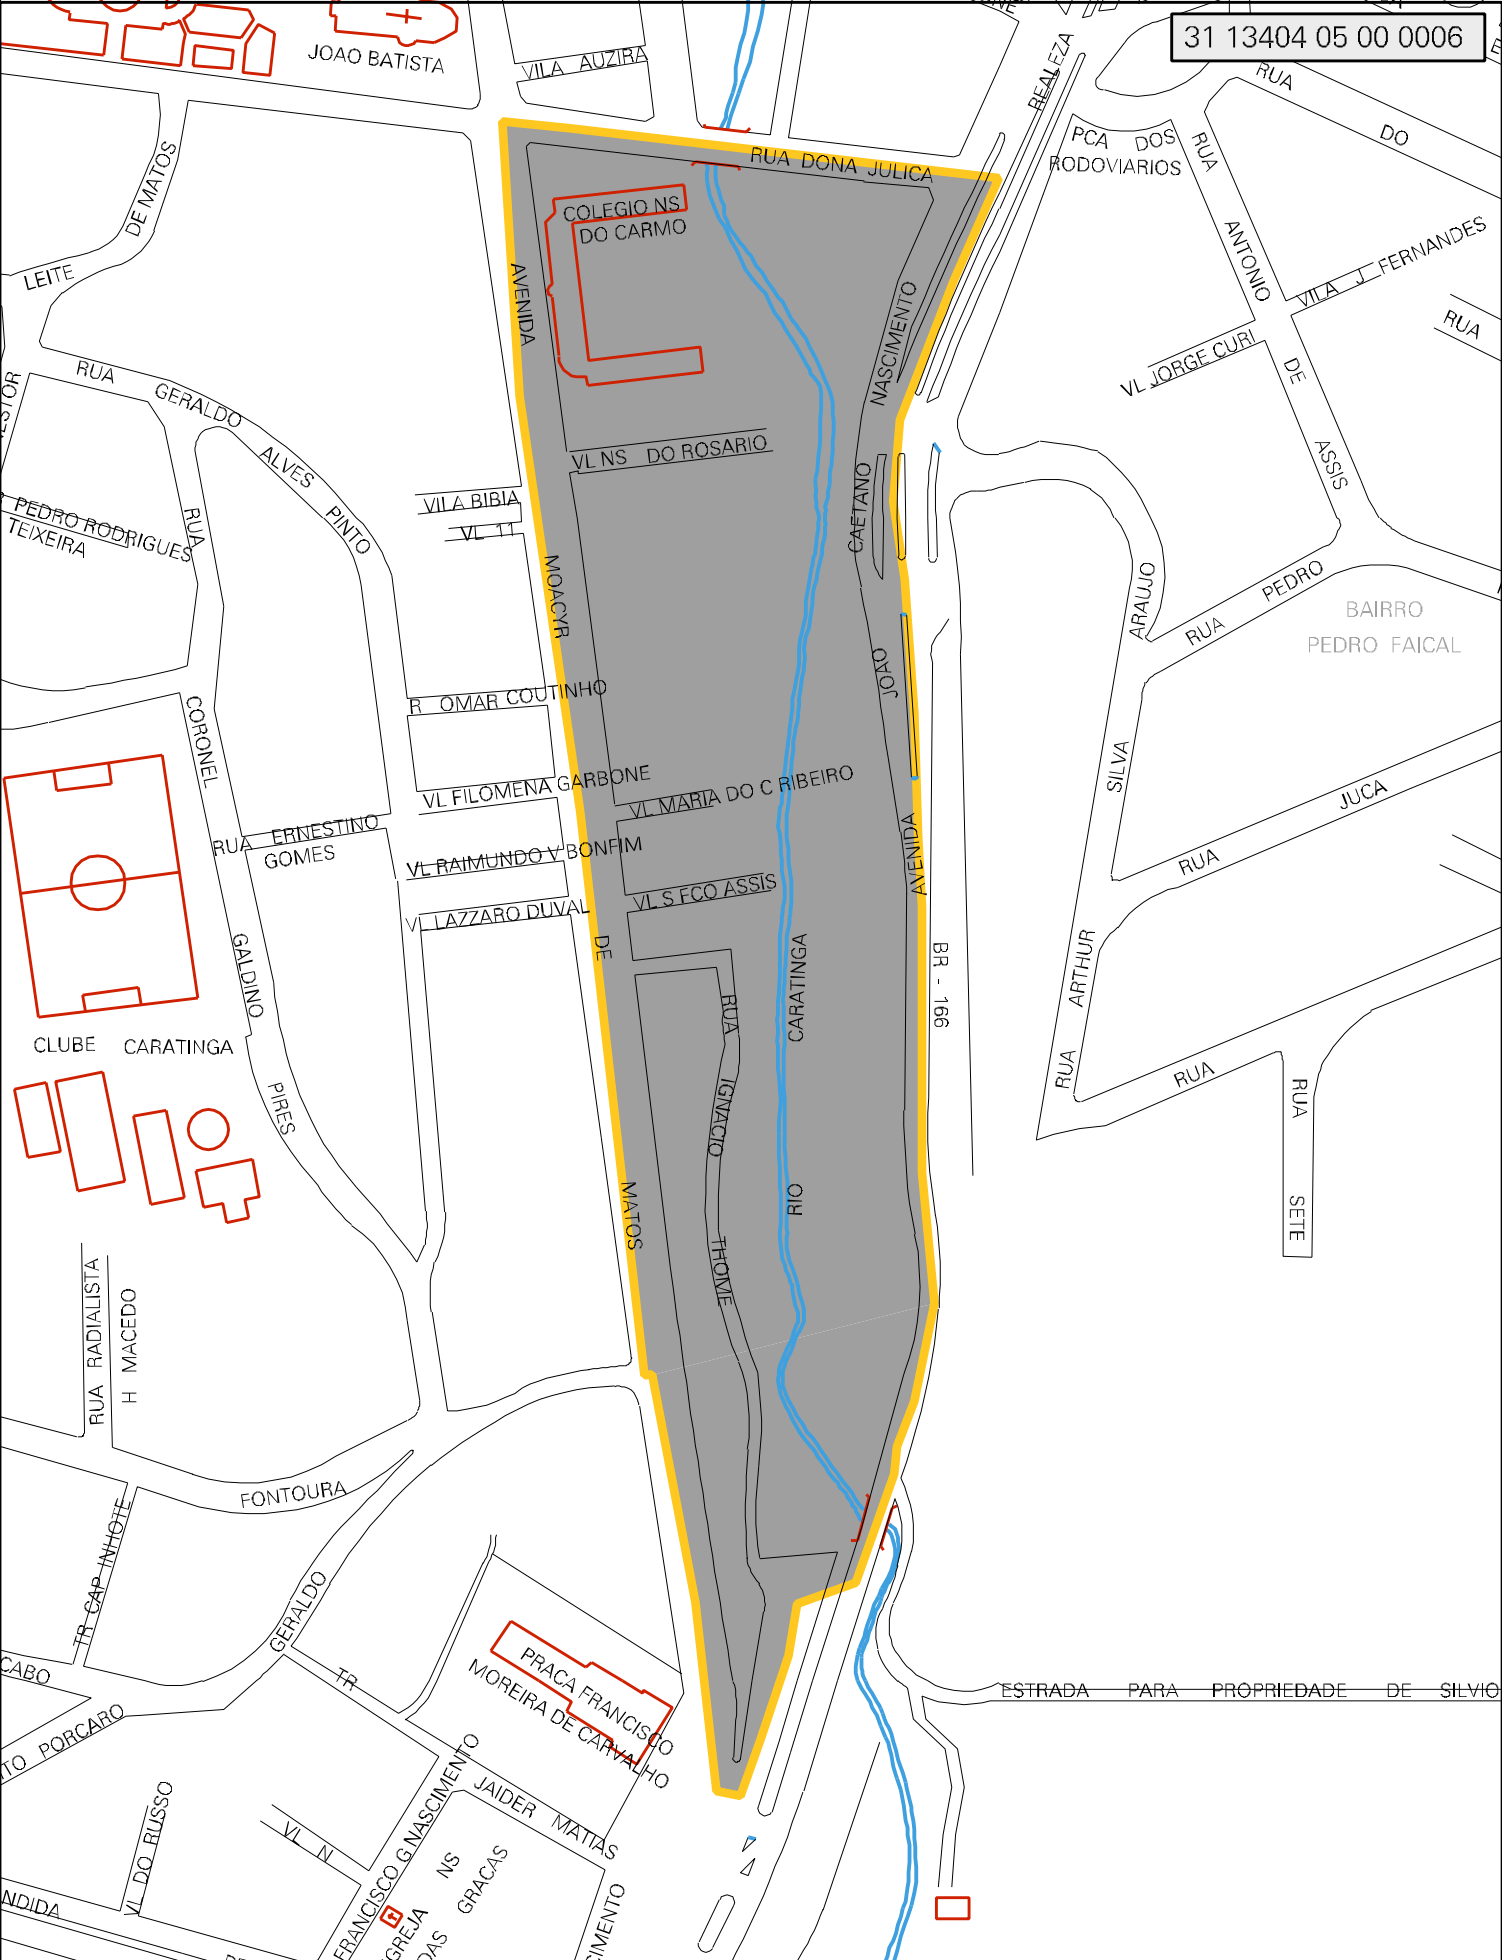 31 13404 05 00 0006
JOAO BATISTA
VILA AUZIRA
REALEZA
RUA
DO
PCA DOS
RODOVIARIOS
RUA
ANTONIO
DE
ASSIS
RUA DONA JULICA
DE MATOS
LEITE
COLEGIO NS
DO CARMO
VILA J FERNANDES
RUA
VL JORGE CURI
AVENIDA
MOACYR
DE
MATOS
NASCIMENTO
CAETANO
JOAO
AVENIDA
RUA
GERALDO
ALVES
PINTO
VL NS DO ROSARIO
VILA BIBIA
VL 11
PEDRO RODRIGUES
TEIXEIRA
RUA
CORONEL
GALDINO
PIRES
ARAUJO
SILVA
ARTHUR
RUA
RUA PEDRO
BAIRRO
PEDRO FAICAL
R OMAR COUTINHO
VL FILOMENA GARBONE
VL MARIA DO C RIBEIRO
RUA ERNESTINO
GOMES
VL RAIMUNDO V BONFIM
VL S FCO ASSIS
VL LAZZARO DUVAL
RUA JUCA
BR - 166
RIO CARATINGA
RUA
IGNACIO
THOME
CLUBE CARATINGA
RUA
RUA SETE
RUA RADIALISTA
H MACEDO
FONTOURA
TR CAP INHOTE
GERALDO
CABO
PORCARO
TR
JAIDER MATIAS
PRACA FRANCISCO
MOREIRA DE CARVALHO
ESTRADA PARA PROPRIEDADE DE SILVIO
VL DO RUSSO
VL N
FRANCISCO G NASCIMENTO
NS
GRACAS